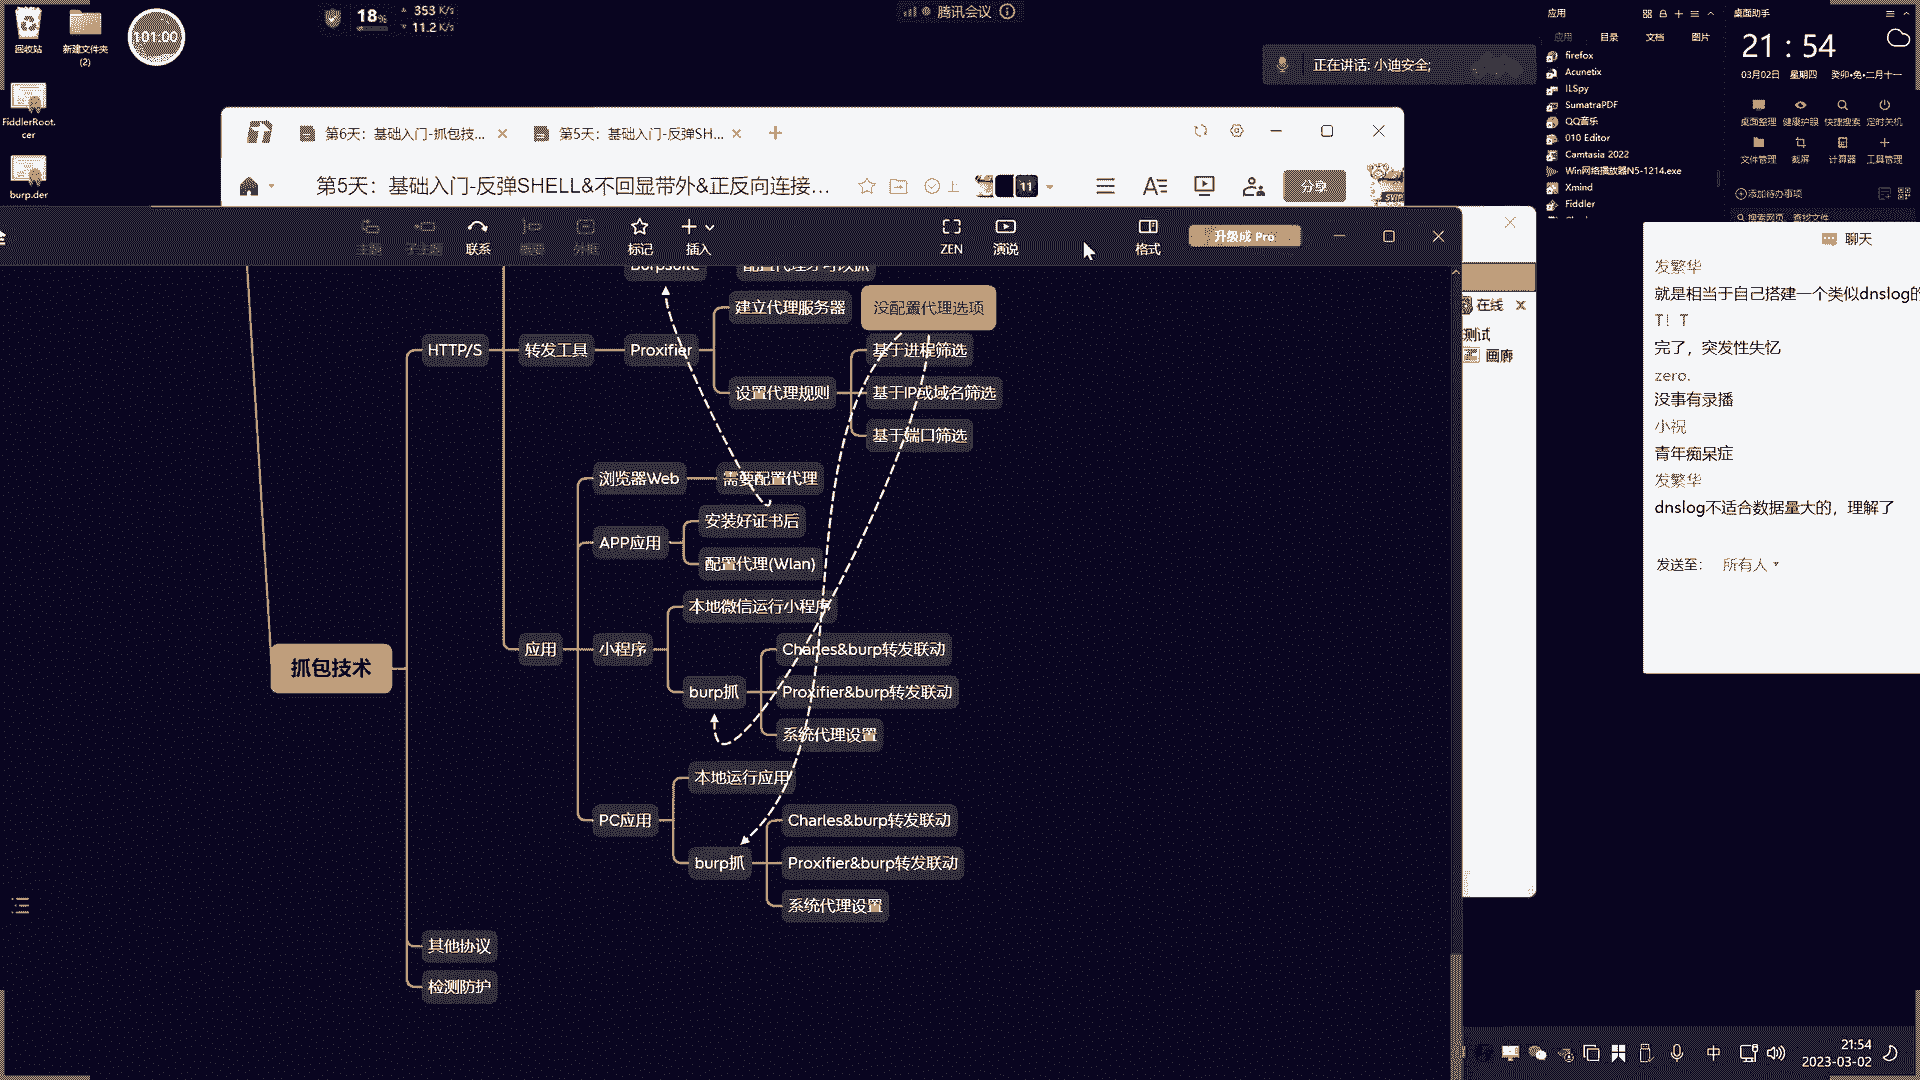 回收站
新建文件夹
(2)
101:00
18%
353 K/s
11.2 K/s
腾讯会议
正在讲话: 小迪安全;
FiddlerRoot.
cer
burp.der
第6天：基础入门-抓包技...
第5天：基础入门-反弹SH...
第5天：基础入门-反弹SHELL&不回显带外&正反向连接...
上
11
分享
SVIP
主题
子主题
联系
概要
外框
标记
插入
ZEN
演说
格式
升级成 Pro
Burpsuite
配置代理才可以抓
建立代理服务器
没配置代理选项
HTTP/S
转发工具
Proxifier
基于进程筛选
设置代理规则
基于IP或域名筛选
基于端口筛选
浏览器Web
需要配置代理
安装好证书后
APP应用
配置代理(Wlan)
本地微信运行小程序
应用
小程序
Charles&burp转发联动
抓包技术
burp抓
Proxifier&burp转发联动
系统代理设置
本地运行应用
PC应用
Charles&burp转发联动
burp抓
Proxifier&burp转发联动
系统代理设置
其他协议
检测防护
在线
测试
画廊
应用
应用
目录
文档
图片
firefox
Acunetix
ILSpy
SumatraPDF
QQ音乐
010 Editor
Camtasia 2022
Win网络播放器N5-1214.exe
Xmind
Fiddler
桌面助手
21 : 54
03月02日 星期四 癸卯•兔•二月十一
桌面整理
健康护眼
快捷搜索
定时关机
文件管理
截屏
计算器
工具管理
添加待办事项
搜索网页、查找文件
聊天
发繁华
就是相当于自己搭建一个类似dnslog的
T！T
完了，突发性失忆
zero.
没事有录播
小祝
青年痴呆症
发繁华
dnslog不适合数据量大的，理解了
发送至：
所有人
中
21:54
2023-03-02